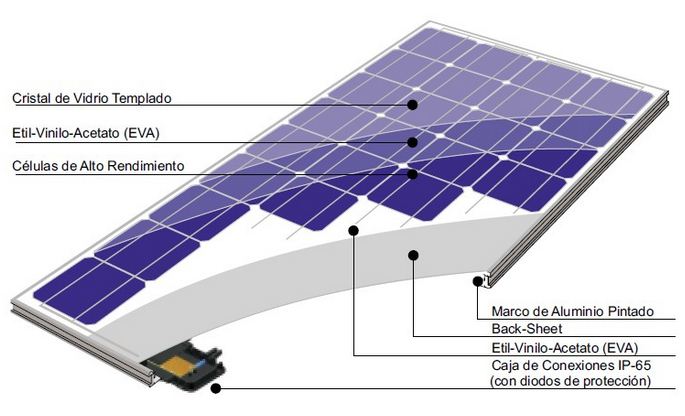 Cristal de Vidrio Templado
Etil-Vinilo-Acetato (EVA)
Células de Alto Rendimiento
Marco de Aluminio Pintado
Back-Sheet
Etil-Vinilo-Acetato (EVA)
Caja de Conexiones IP-65
(con diodos de protección)